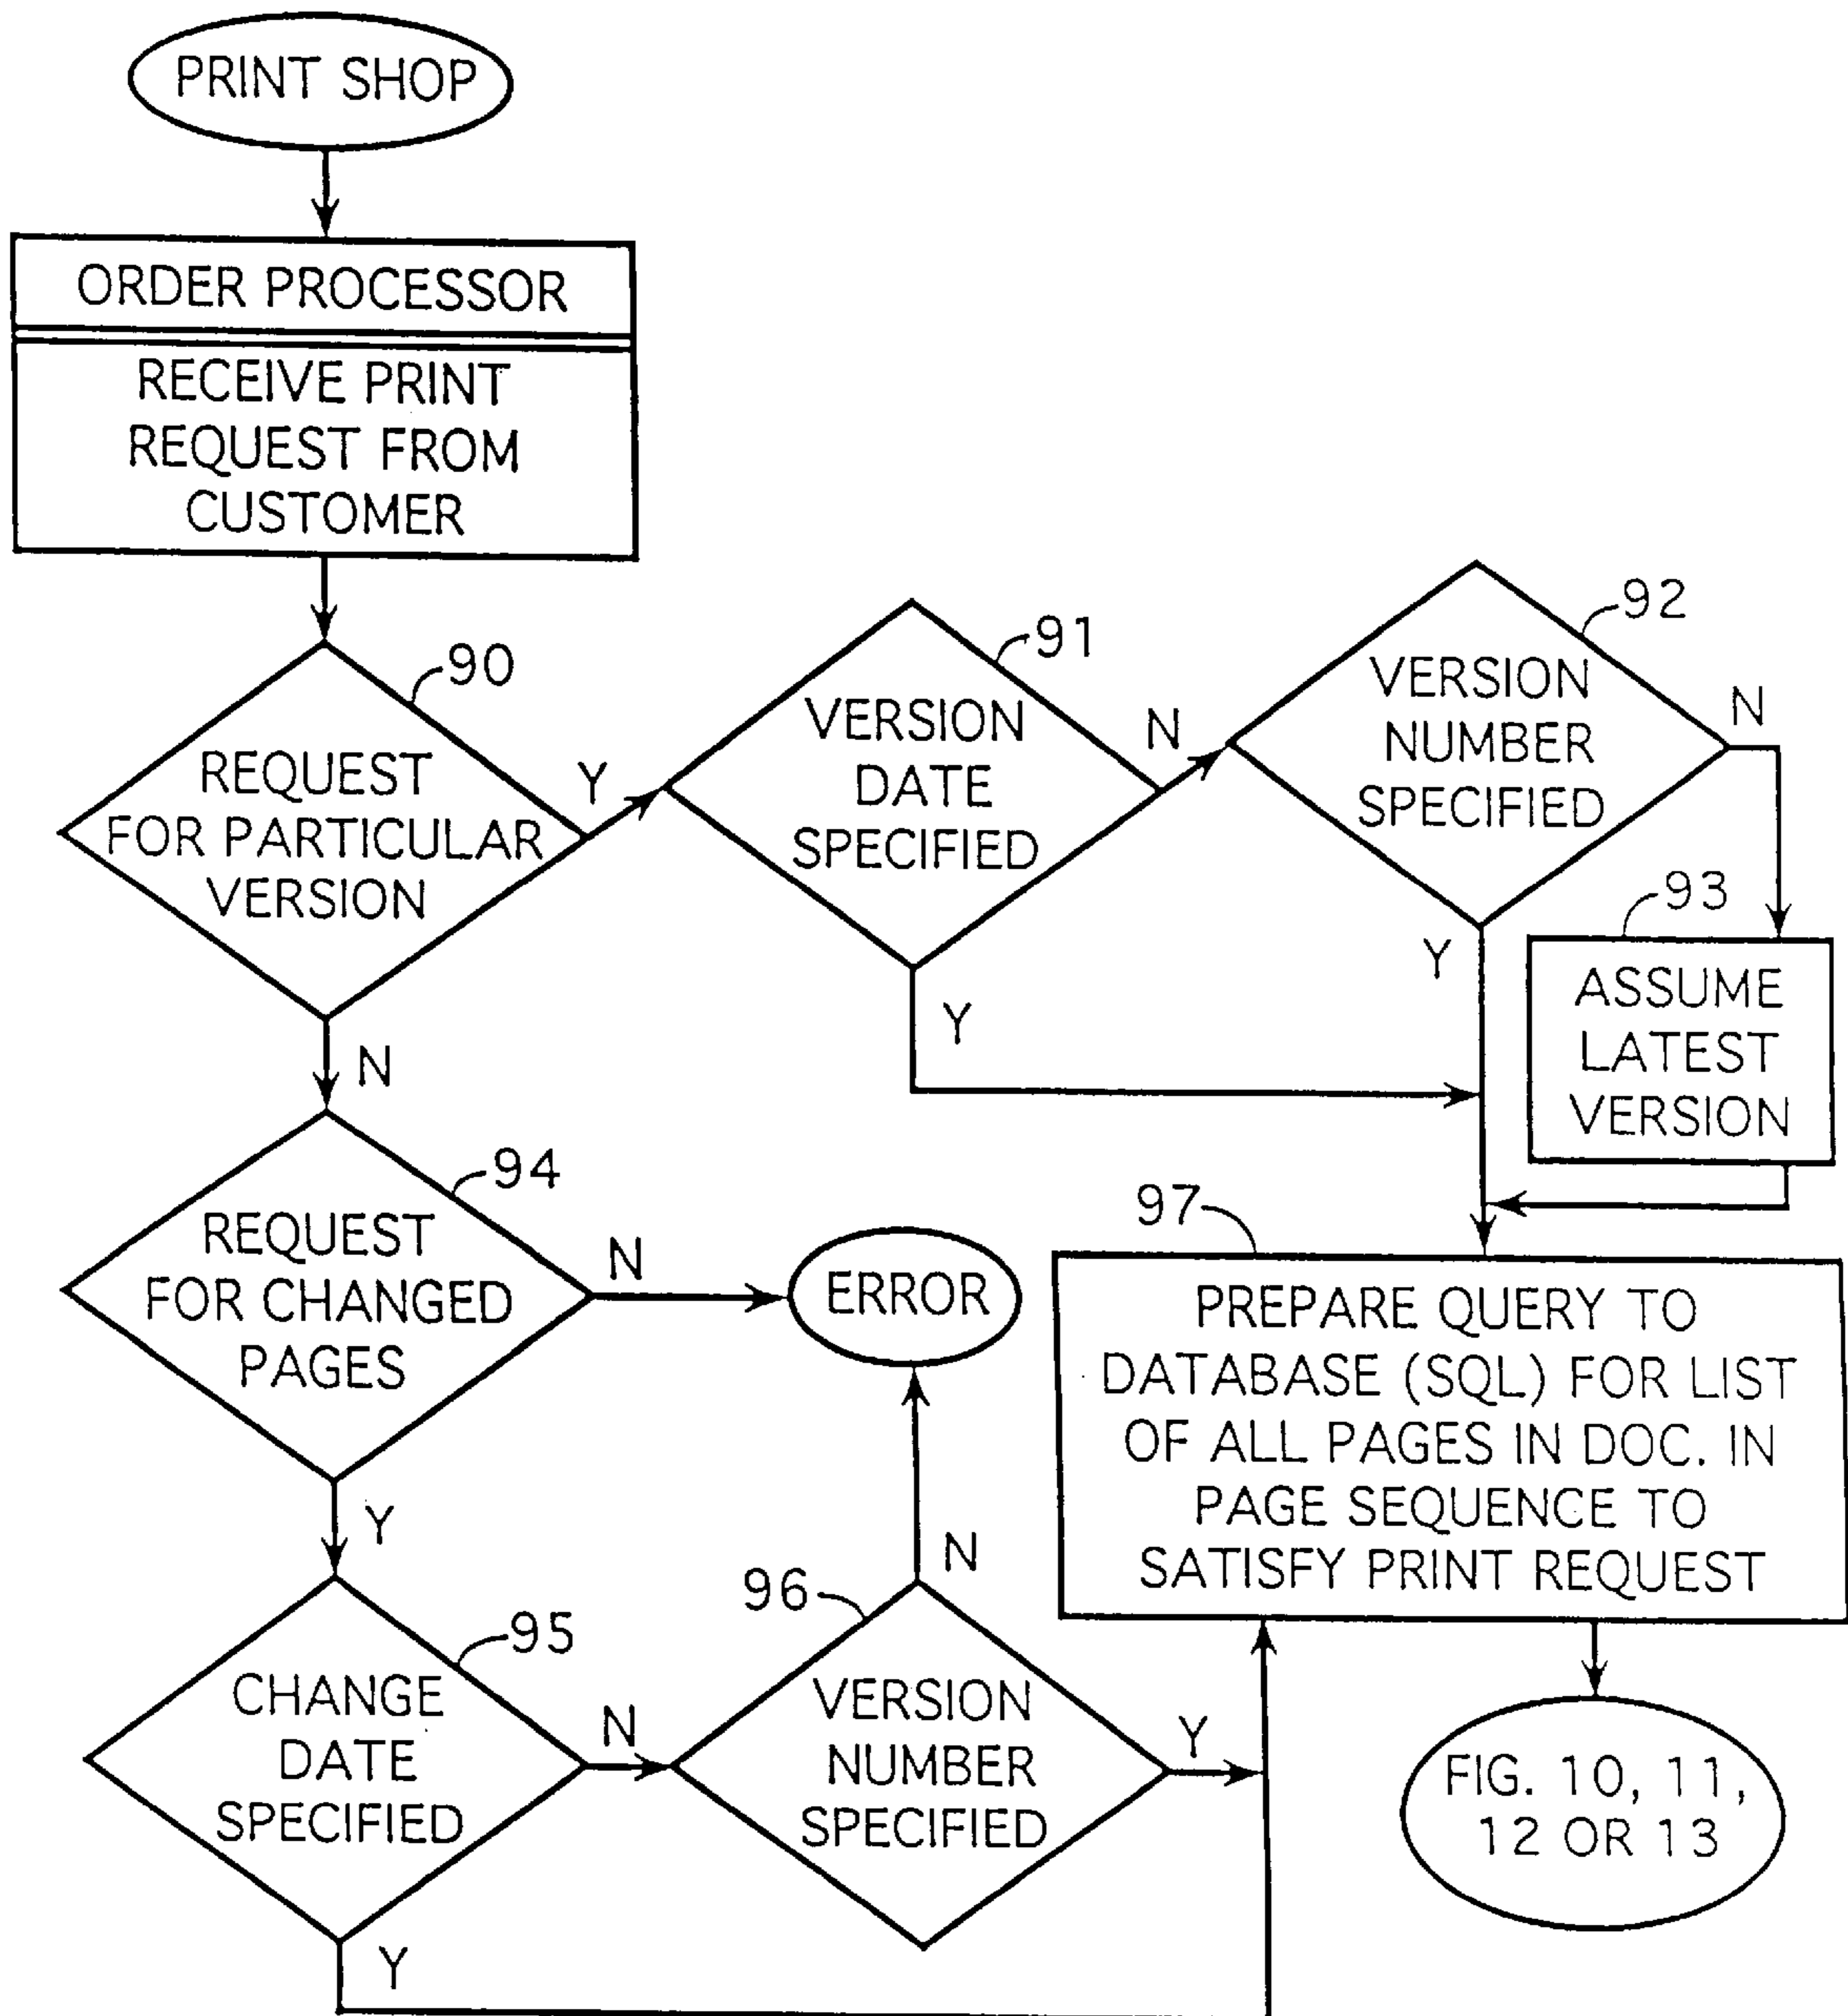 PRINT SHOP
ORDER PROCESSOR
RECEIVE PRINT
REQUEST FROM
CUSTOMER
90
REQUEST
FOR PARTICULAR
VERSION
Y
N
91
VERSION
DATE
SPECIFIED
N
Y
92
VERSION
NUMBER
SPECIFIED
N
Y
93
ASSUME
LATEST
VERSION
94
REQUEST
FOR CHANGED
PAGES
N
Y
ERROR
95
CHANGE
DATE
SPECIFIED
N
Y
96
VERSION
NUMBER
SPECIFIED
N
Y
97
PREPARE QUERY TO
DATABASE (SQL) FOR LIST
OF ALL PAGES IN DOC. IN
PAGE SEQUENCE TO
SATISFY PRINT REQUEST
FIG. 10, 11,
12 OR 13